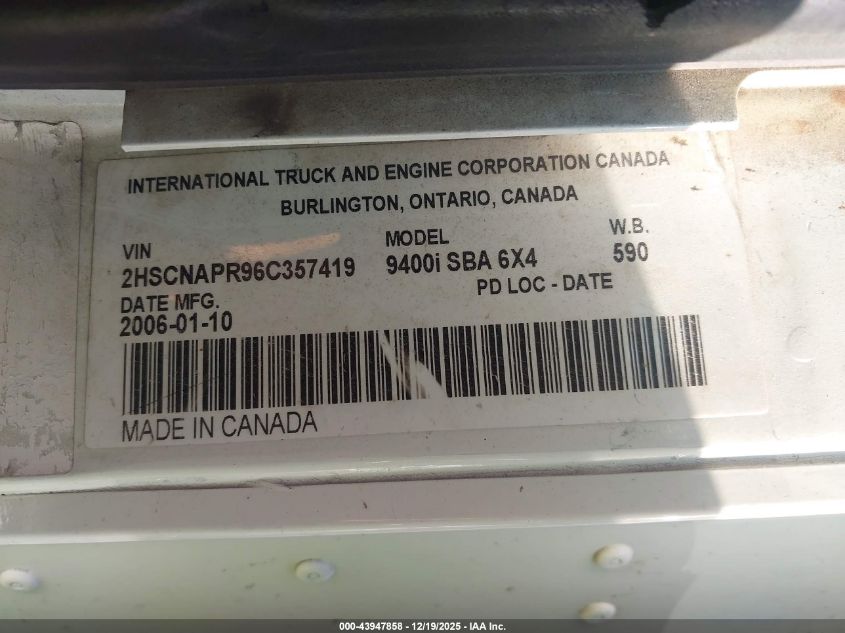 INTERNATIONAL TRUCK AND ENGINE CORPORATION CANADA
BURLINGTON, ONTARIO, CANADA
VIN MODEL W.B.
2HSCNAPR96C357419 9400i SBA 6X4 590
DATE MFG. PD LOC - DATE
2006-01-10
MADE IN CANADA
000-43947858 - 12/19/2025 - IAA Inc.